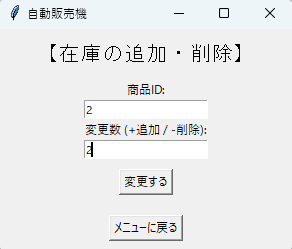 自動販売機
【在庫の追加・削除】
商品ID:
2
変更数 (+追加 / -削除):
2
変更する
メニューに戻る